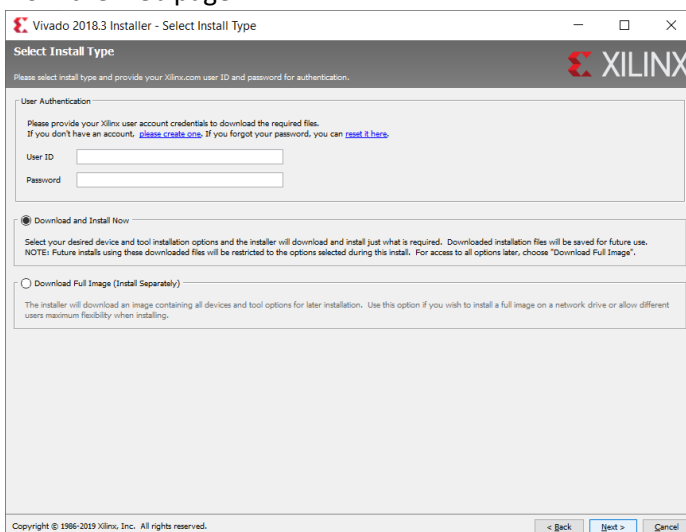 Vivado 2018.3 Installer - Select Install Type
Select Install Type
XILINX
Please select install type and provide your Xilinx.com user ID and password for authentication.
User Authentication
Please provide your Xilinx user account credentials to download the required files.
If you don't have an account, please create one. If you forgot your password, you can reset it here.
User ID
Password
Download and Install Now
Select your desired device and tool installation options and the installer will download and install just what is required. Downloaded installation files will be saved for future use.
NOTE: Future installs using these downloaded files will be restricted to the options selected during this install. For access to all options later, choose "Download Full Image".
Download Full Image (Install Separately)
The installer will download an image containing all devices and tool options for later installation. Use this option if you wish to install a full image on a network drive or allow different
users maximum flexibility when installing.
Copyright © 1986-2019 Xilinx, Inc. All rights reserved.
< Back Next > Cancel